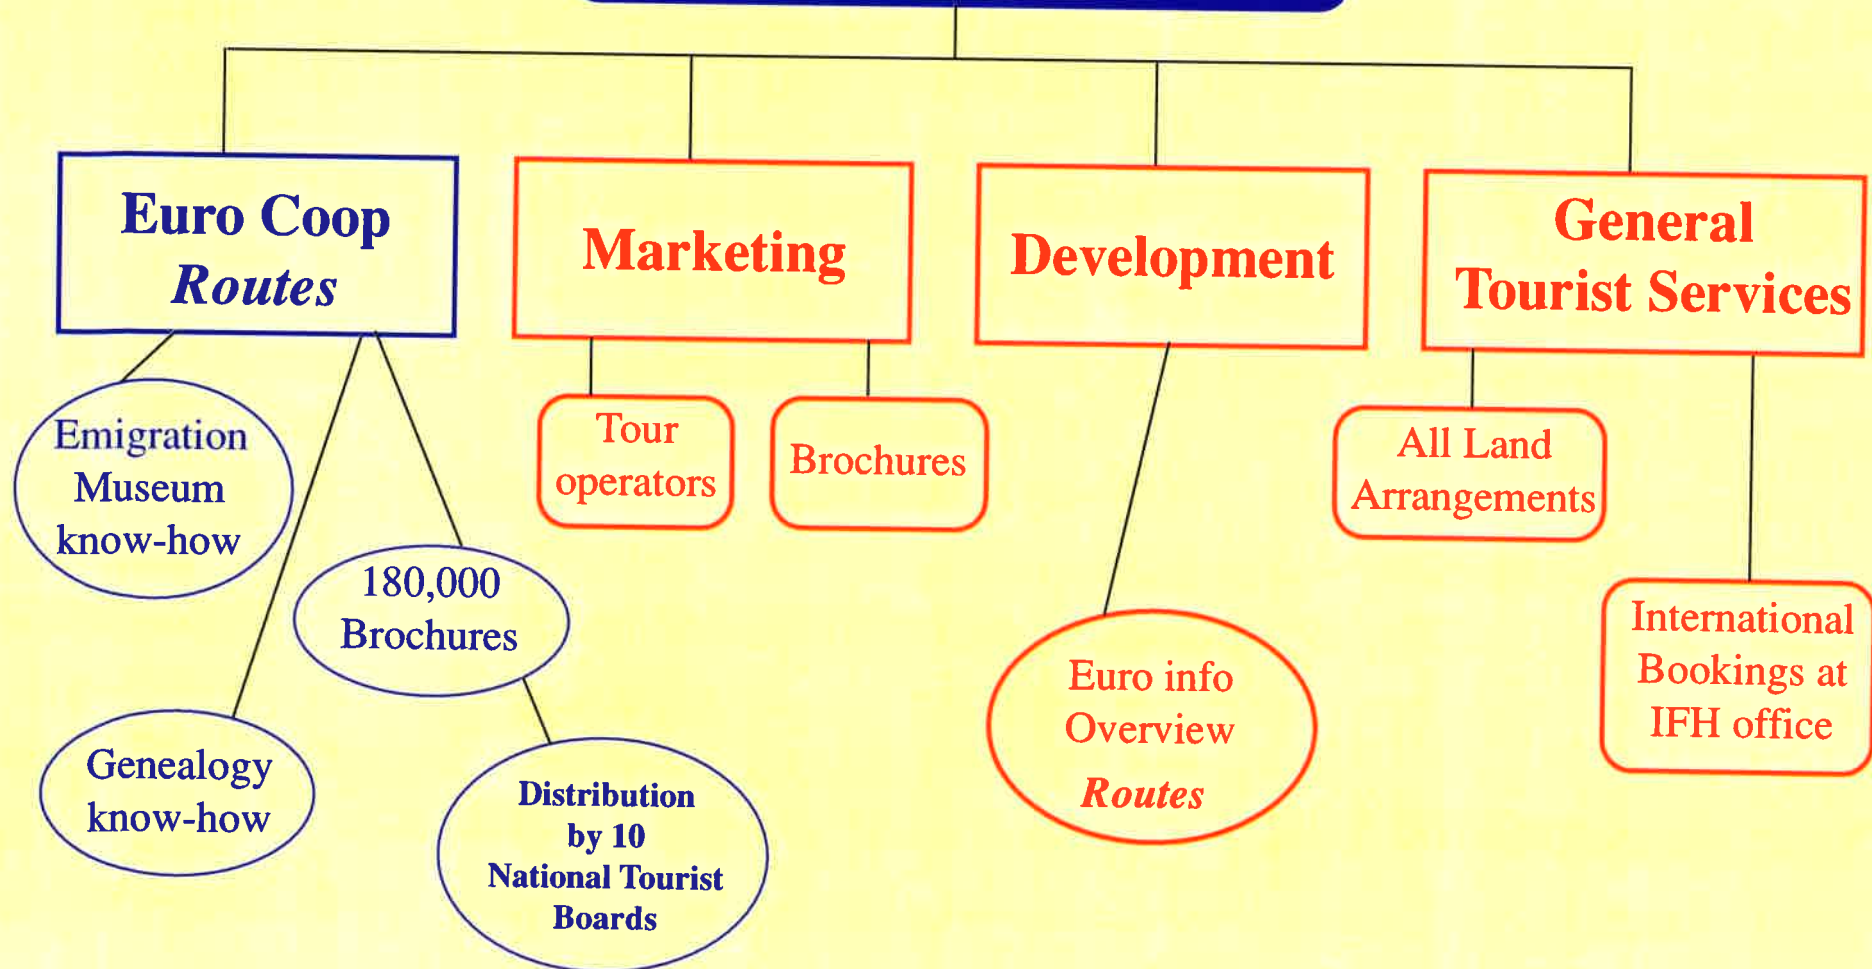 Euro Coop
Routes
Marketing
Development
General
Tourist Services
Emigration
Museum
know-how
Tour
operators
Brochures
All Land
Arrangements
180,000
Brochures
International
Bookings at
IFH office
Euro info
Overview
Routes
Genealogy
know-how
Distribution
by 10
National Tourist
Boards